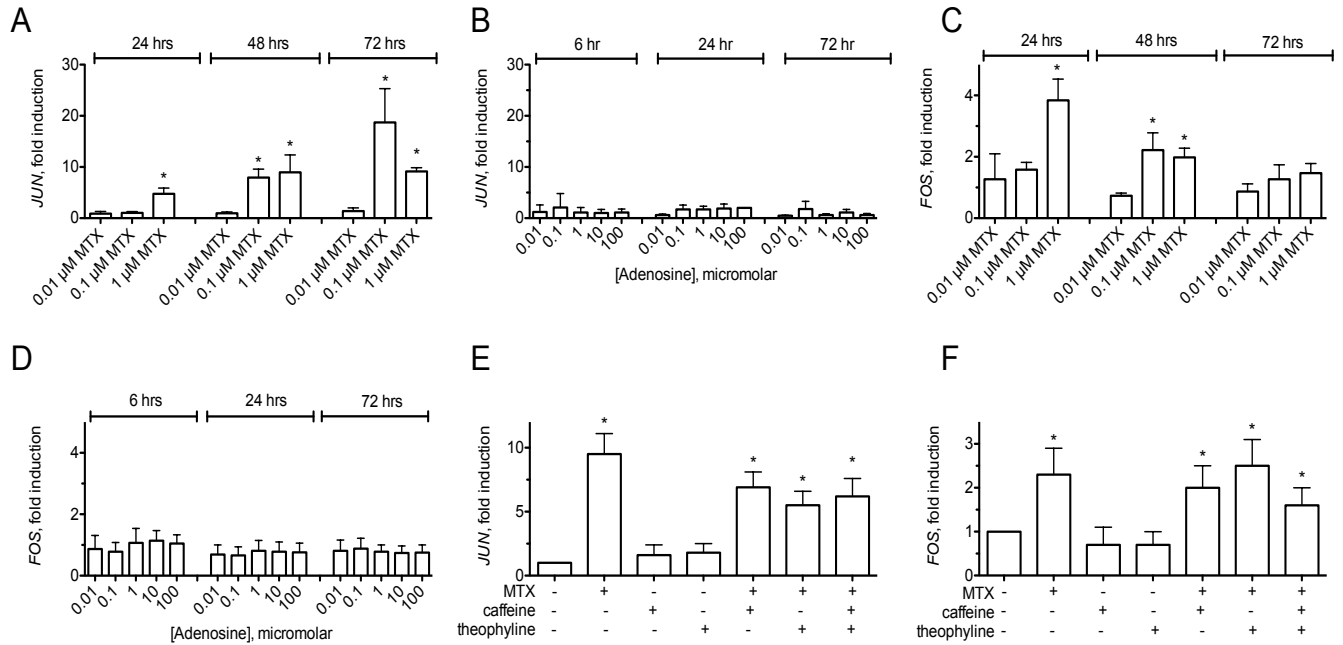 A
24 hrs 48 hrs 72 hrs
JUN, fold induction
30
20
10
0
* * * * *
0.01 µM MTX 0.1 µM MTX 1 µM MTX 0.01 µM MTX 0.1 µM MTX 1 µM MTX 0.01 µM MTX 0.1 µM MTX 1 µM MTX
B
6 hr 24 hr 72 hr
JUN, fold induction
30
20
10
0
0.01 0.1 1 10 100 0.01 0.1 1 10 100 0.01 0.1 1 10 100
[Adenosine], micromolar
C
24 hrs 48 hrs 72 hrs
FOS, fold induction
4
2
0
* * *
0.01 µM MTX 0.1 µM MTX 1 µM MTX 0.01 µM MTX 0.1 µM MTX 1 µM MTX 0.01 µM MTX 0.1 µM MTX 1 µM MTX
D
6 hrs 24 hrs 72 hrs
FOS, fold induction
4
2
0
0.01 0.1 1 10 100 0.01 0.1 1 10 100 0.01 0.1 1 10 100
[Adenosine], micromolar
E
JUN, fold induction
10
5
0
* * * *
MTX - + - - + + +
caffeine - - + - + - +
theophyline - - - + - + +
F
FOS, fold induction
3
2
1
0
* * * *
MTX - + - - + + +
caffeine - - + - + - +
theophyline - - - + - + +